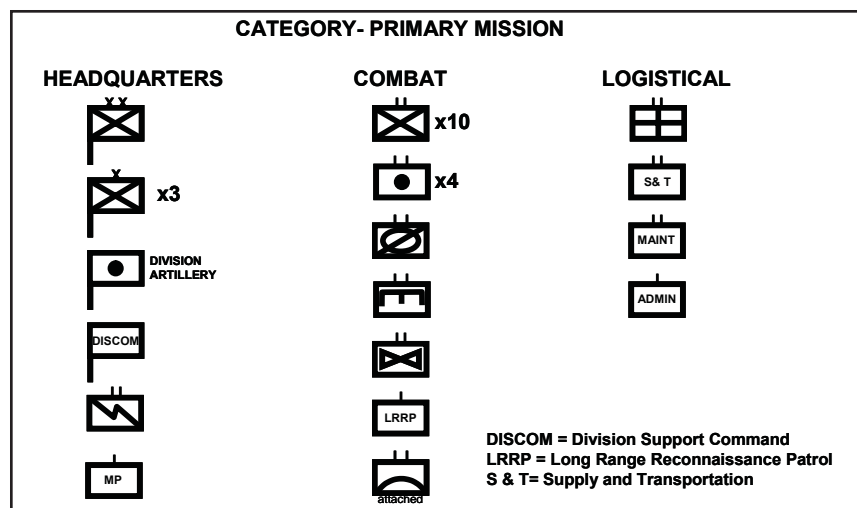 CATEGORY- PRIMARY MISSION
HEADQUARTERS
COMBAT
LOGISTICAL
x x
x10
x
x3
x4
S& T
DIVISION
ARTILLERY
MAINT
ADMIN
DISCOM
LRRP
MP
attached
DISCOM = Division Support Command
LRRP = Long Range Reconnaissance Patrol
S & T= Supply and Transportation